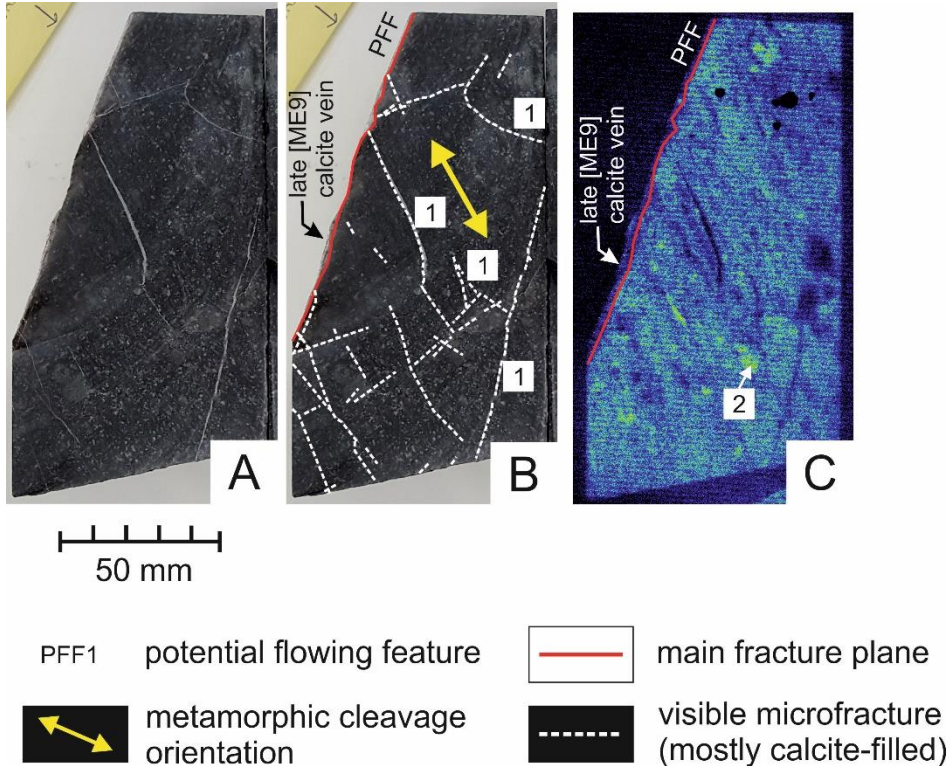 PFF
late [ME9]
calcite vein
1
1
1
1
A
B
PFF
late [ME9]
calcite vein
2
C
50 mm
PFF1 potential flowing feature
main fracture plane
metamorphic cleavage
orientation
visible microfracture
(mostly calcite-filled)